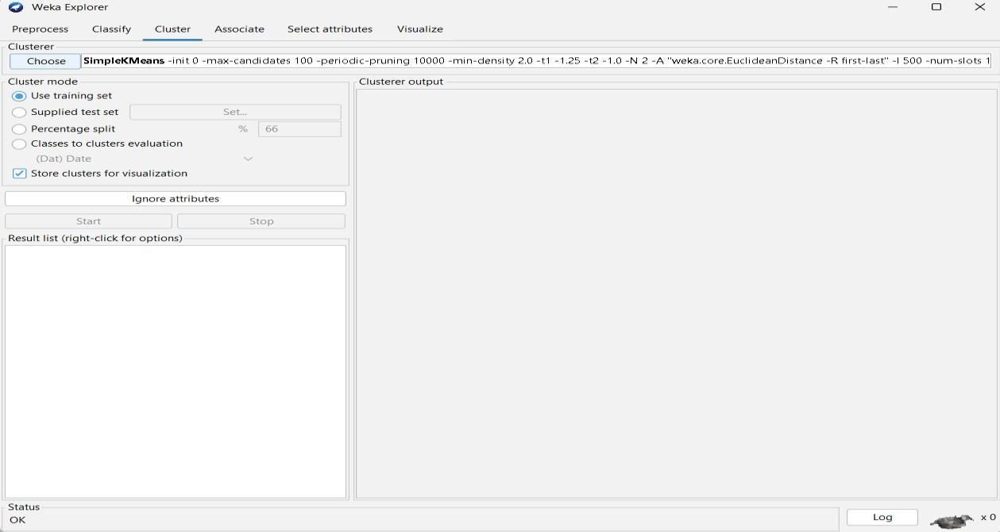 Weka Explorer
Preprocess Classify Cluster Associate Select attributes Visualize
Clusterer
Choose SimpleKMeans -init 0 -max-candidates 100 -periodic-pruning 10000 -min-density 2.0 -t1 -1.25 -t2 -1.0 -N 2 -A "weka.core.EuclideanDistance -R first-last" -I 500 -num-slots 1
Cluster mode
Use training set
Supplied test set Set...
Percentage split % 66
Classes to clusters evaluation
(Dat) Date
Store clusters for visualization
Ignore attributes
Start Stop
Result list (right-click for options)
Clusterer output
Status
OK
Log x 0